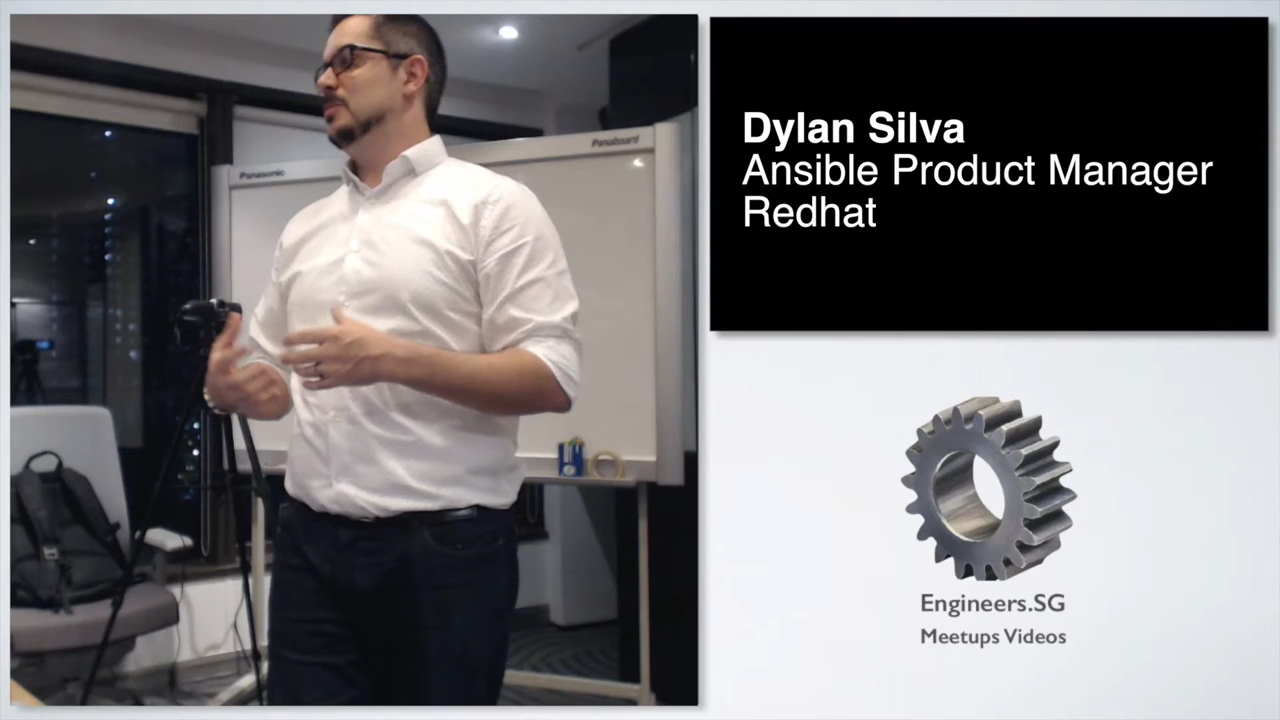 Panasonic
Panaboard
Dylan Silva
Ansible Product Manager
Redhat
Engineers.SG
Meetups Videos